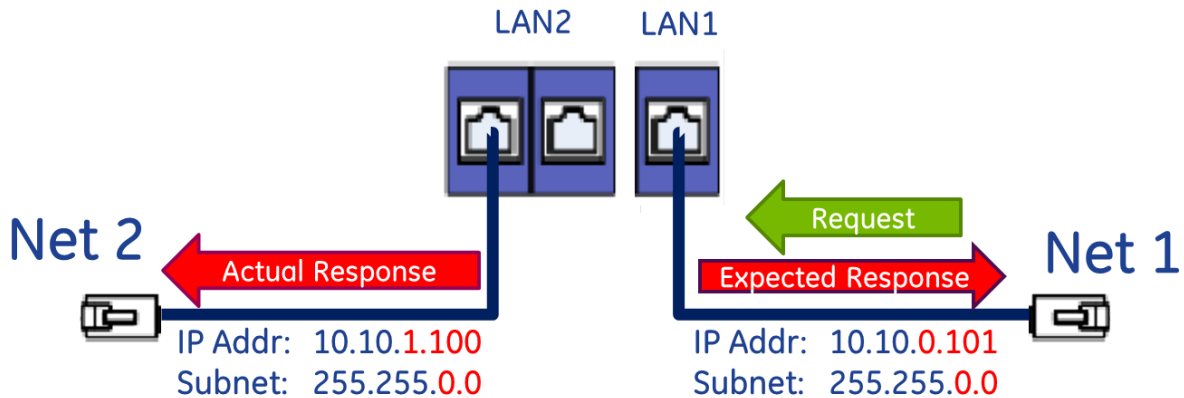 LAN2
LAN1
Request
Net 2
Net 1
Actual Response
Expected Response
IP Addr: 10.10.1.100
Subnet: 255.255.0.0
IP Addr: 10.10.0.101
Subnet: 255.255.0.0